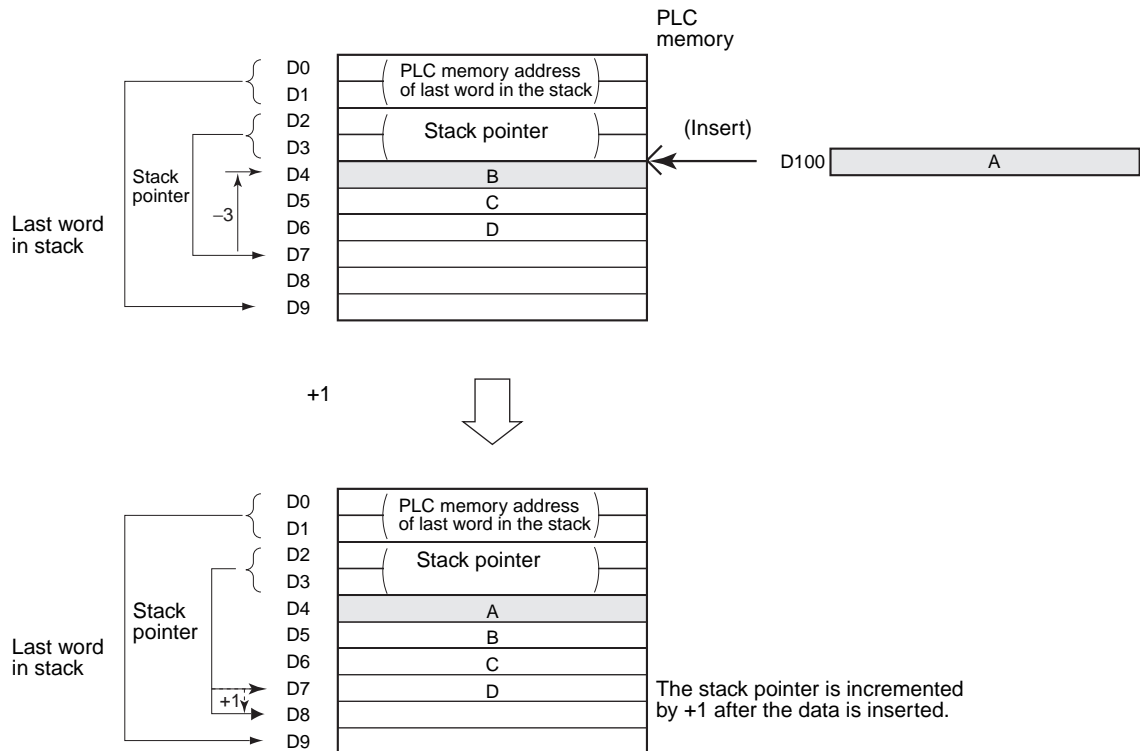 PLC
memory
D0
PLC memory address
of last word in the stack
D1
D2
Stack pointer
D3
(Insert)
D100
A
Stack
pointer
D4
B
D5
C
–3
D6
D
Last word
in stack
D7
D8
D9
+1
D0
PLC memory address
of last word in the stack
D1
D2
Stack pointer
D3
Stack
pointer
D4
A
D5
B
Last word
in stack
D6
C
D7
D
+1
D8
D9
The stack pointer is incremented
by +1 after the data is inserted.